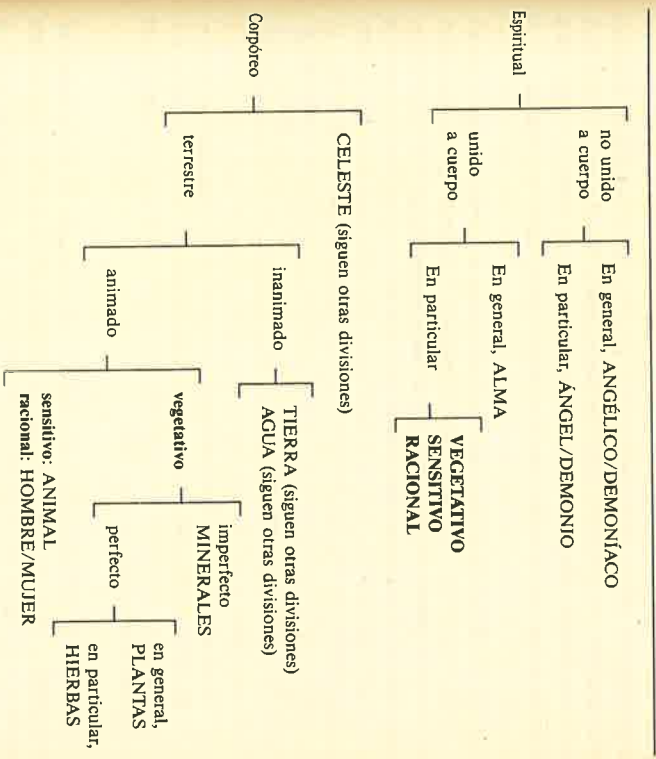 Espiritual
no unido
a cuerpo
En general, ANGÉLICO/DEMONÍACO
En particular, ÁNGEL/DEMONIO
unido
a cuerpo
En general, ALMA
En particular
VEGETATIVO
SENSITIVO
RACIONAL
Corpóreo
CELESTE (siguen otras divisiones)
terrestre
inanimado
TIERRA (siguen otras divisiones)
AGUA (siguen otras divisiones)
animado
vegetativo
imperfecto
MINERALES
perfecto
en general,
PLANTAS
en particular,
HIERBAS
sensitivo: ANIMAL
racional: HOMBRE/MUJER